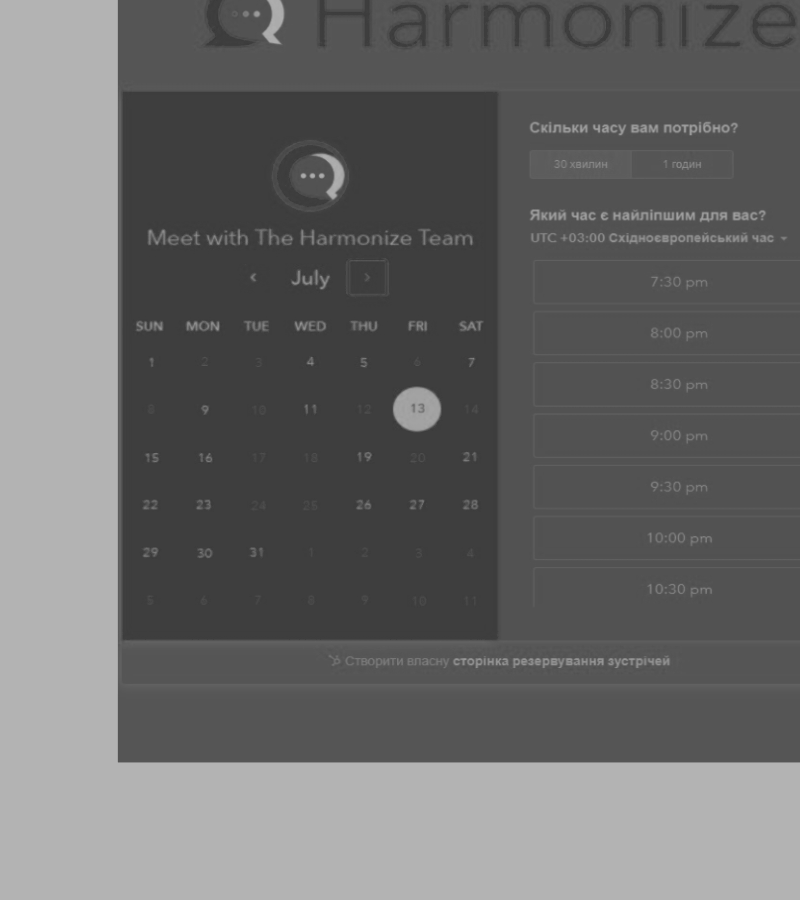 Harmonize
Meet with The Harmonize Team
July
SUN MON TUE WED THU FRI SAT
1 2 3 4 5 6 7
8 9 10 11 12 13 14
15 16 17 18 19 20 21
22 23 24 25 26 27 28
29 30 31 1 2 3 4
5 6 7 8 9 10 11
Скільки часу вам потрібно?
30 хвилин 1 годин
Який час є найліпшим для вас?
UTC +03:00 Східноєвропейський час
7:30 pm
8:00 pm
8:30 pm
9:00 pm
9:30 pm
10:00 pm
10:30 pm
Створити власну сторінка резервування зустрічей